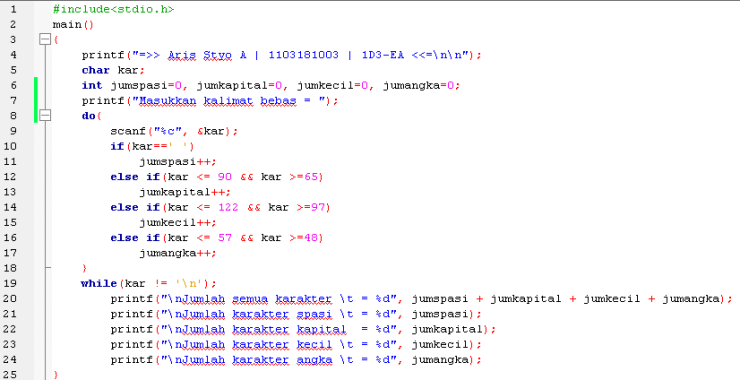 1 #include<stdio.h>
2 main()
3 {
4 printf("=>> Aris Styo A | 1103181003 | 1D3-EA <<=\n\n");
5 char kar;
6 int jumspasi=0, jumkapital=0, jumkecil=0, jumangka=0;
7 printf("Masukkan kalimat bebas = ");
8 do{
9 scanf("%c", &kar);
10 if(kar==' ')
11 jumspasi++;
12 else if(kar <= 90 && kar >=65)
13 jumkapital++;
14 else if(kar <= 122 && kar >=97)
15 jumkecil++;
16 else if(kar <= 57 && kar >=48)
17 jumangka++;
18 }
19 while(kar != '\n');
20 printf("\nJumlah semua karakter \t = %d", jumspasi + jumkapital + jumkecil + jumangka);
21 printf("\nJumlah karakter spasi \t = %d", jumspasi);
22 printf("\nJumlah karakter kapital  = %d", jumkapital);
23 printf("\nJumlah karakter kecil \t = %d", jumkecil);
24 printf("\nJumlah karakter angka \t = %d", jumangka);
25 }